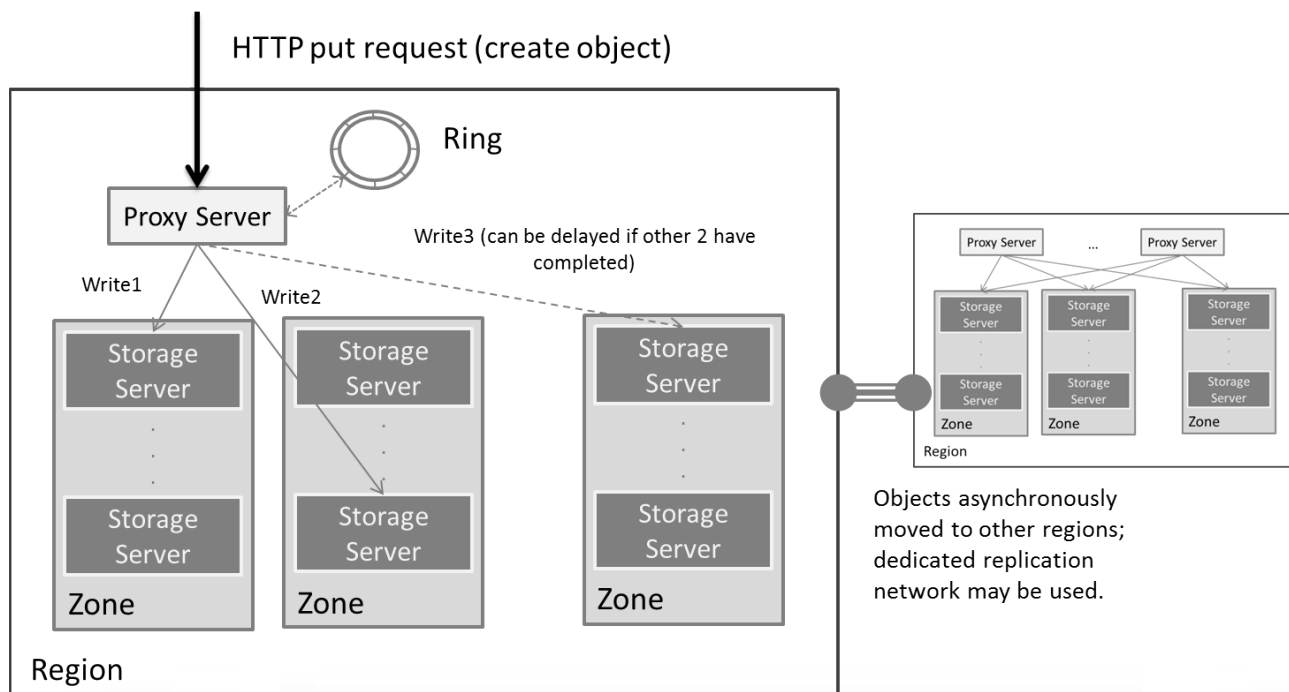 HTTP put request (create object)
Ring
Proxy Server
Write3 (can be delayed if other 2 have
completed)
Write1
Write2
Storage
Server
.
.
.
Storage
Server
Zone
Storage
Server
.
.
.
Storage
Server
Zone
Storage
Server
.
.
.
Storage
Server
Zone
Region
Proxy Server
...
Proxy Server
Storage
Server
.
.
.
Storage
Server
Zone
Storage
Server
.
.
.
Storage
Server
Zone
Storage
Server
.
.
.
Storage
Server
Zone
Region
Objects asynchronously
moved to other regions;
dedicated replication
network may be used.